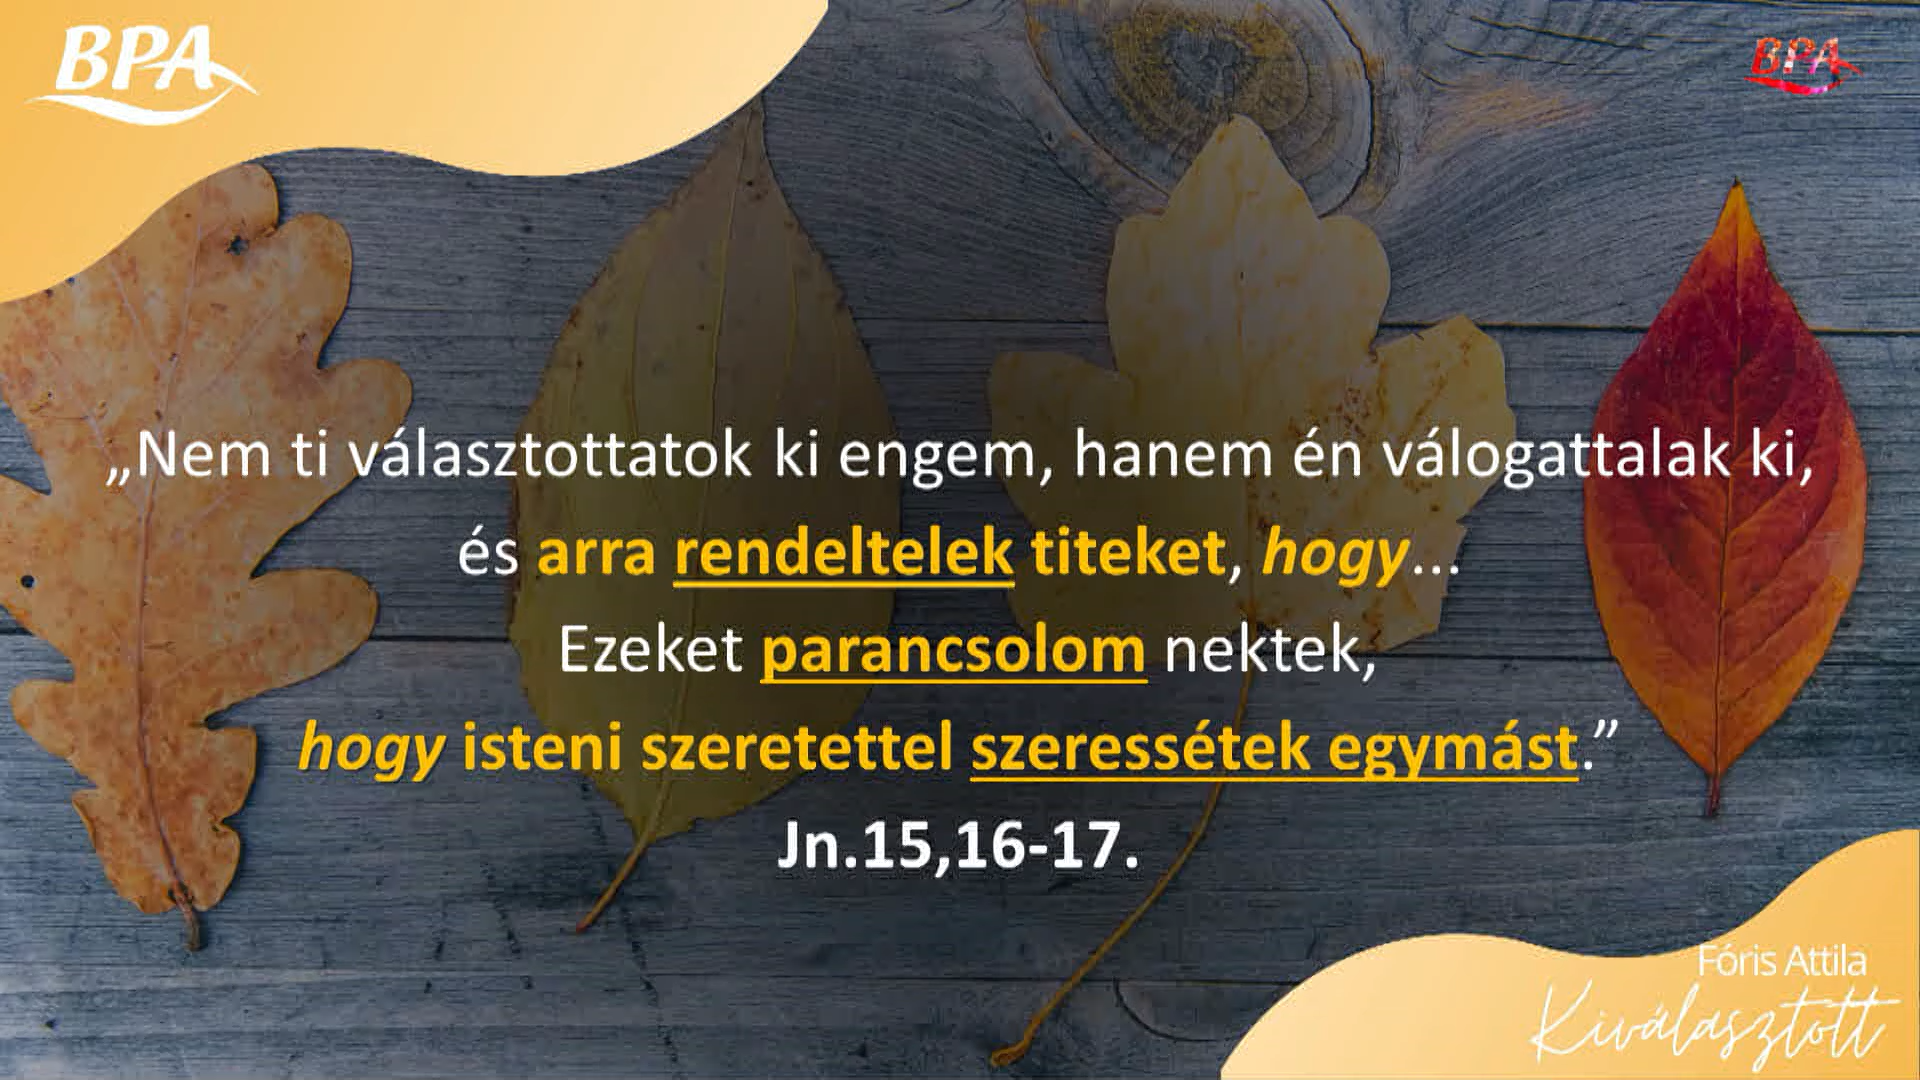 BPA
BPA
„Nem ti választottatok ki engem, hanem én válogattalak ki,
és arra rendeltelek titeket, hogy...
Ezeket parancsolom nektek,
hogy isteni szeretettel szeressétek egymást.”
Jn.15,16-17.
Fóris Attila
Kiválasztott